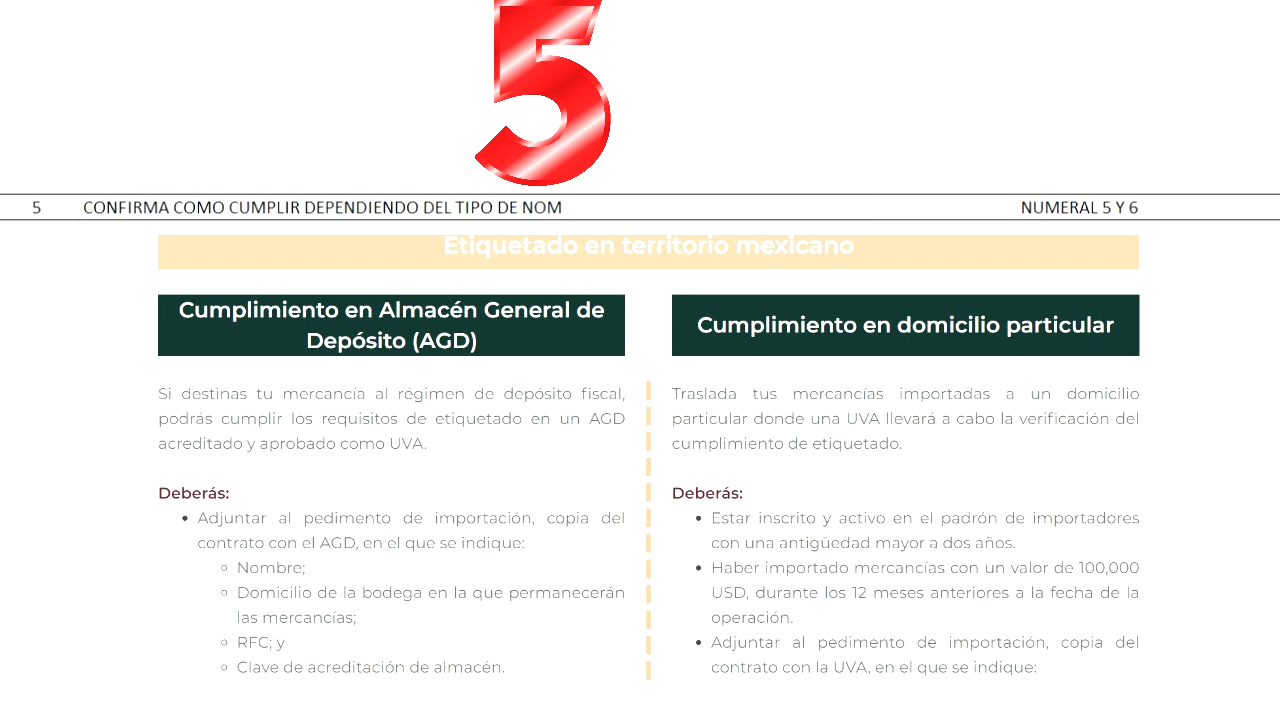 5
5 CONFIRMA COMO CUMPLIR DEPENDIENDO DEL TIPO DE NOM NUMERAL 5 Y 6
Etiquetado en territorio mexicano
Cumplimiento en Almacén General de
Depósito (AGD)
Si destinas tu mercancía al régimen de depósito fiscal,
podrás cumplir los requisitos de etiquetado en un AGD
acreditado y aprobado como UVA.
Deberás:
• Adjuntar al pedimento de importación, copia del
contrato con el AGD, en el que se indique:
◦ Nombre;
◦ Domicilio de la bodega en la que permanecerán
las mercancías;
◦ RFC; y
◦ Clave de acreditación de almacén.
Cumplimiento en domicilio particular
Traslada tus mercancías importadas a un domicilio
particular donde una UVA llevará a cabo la verificación del
cumplimiento de etiquetado.
Deberás:
• Estar inscrito y activo en el padrón de importadores
con una antigüedad mayor a dos años.
• Haber importado mercancías con un valor de 100,000
USD, durante los 12 meses anteriores a la fecha de la
operación.
• Adjuntar al pedimento de importación, copia del
contrato con la UVA, en el que se indique: